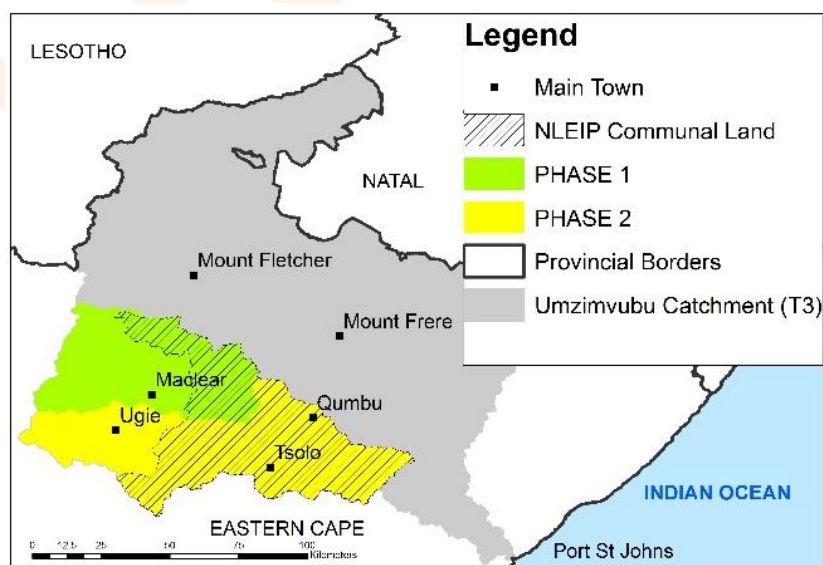 Legend
Main Town
NLEIP Communal Land
PHASE 1
PHASE 2
Provincial Borders
Umzimvubu Catchment (T3)
LESOTHO
NATAL
Mount Fletcher
Mount Frere
Maclear
Ugie
Qumbu
Tsolo
INDIAN OCEAN
EASTERN CAPE
Port St Johns
0 12.5 25 50 75 100
Kilometers